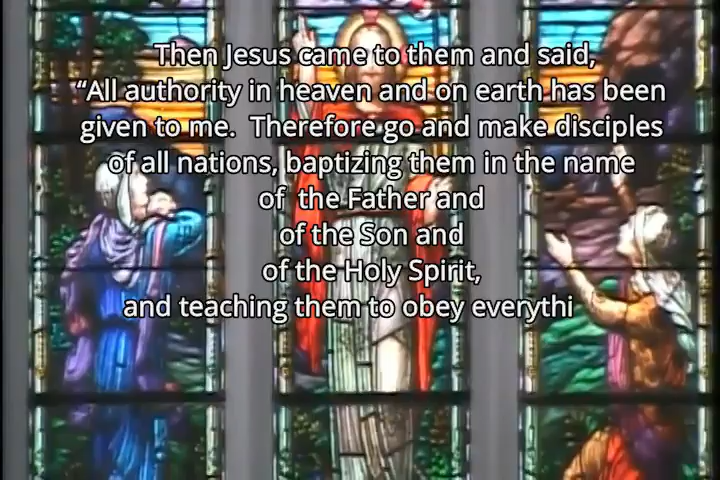 Then Jesus came to them and said,
“All authority in heaven and on earth has been
given to me.  Therefore go and make disciples
of all nations, baptizing them in the name
of  the Father and
of the Son and
of the Holy Spirit,
and teaching them to obey everythi